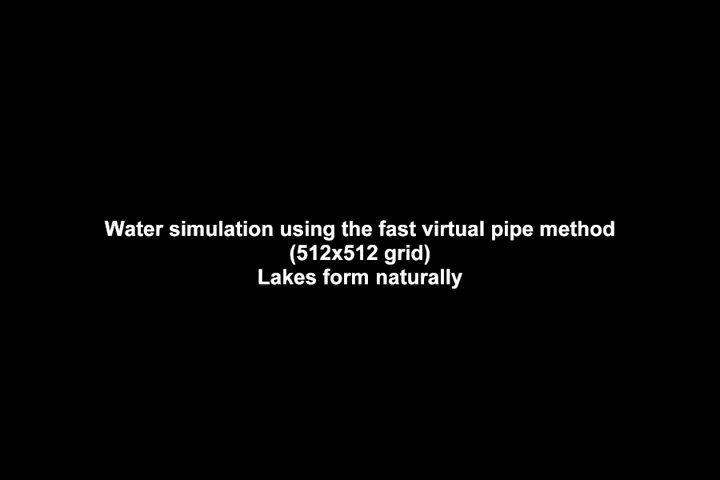 Water simulation using the fast virtual pipe method
(512x512 grid)
Lakes form naturally